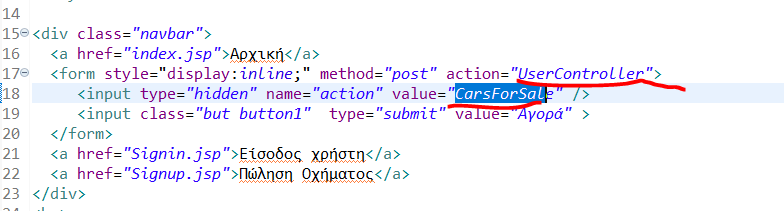 14
15 <div class="navbar">
16 <a href="index.jsp">Αρχική</a>
17 <form style="display:inline;" method="post" action="UserController">
18 <input type="hidden" name="action" value="CarsForSale" />
19 <input class="but button1"  type="submit" value="Αγορά" >
20 </form>
21 <a href="Signin.jsp">Είσοδος χρήστη</a>
22 <a href="Signup.jsp">Πώληση Οχήματος</a>
23 </div>